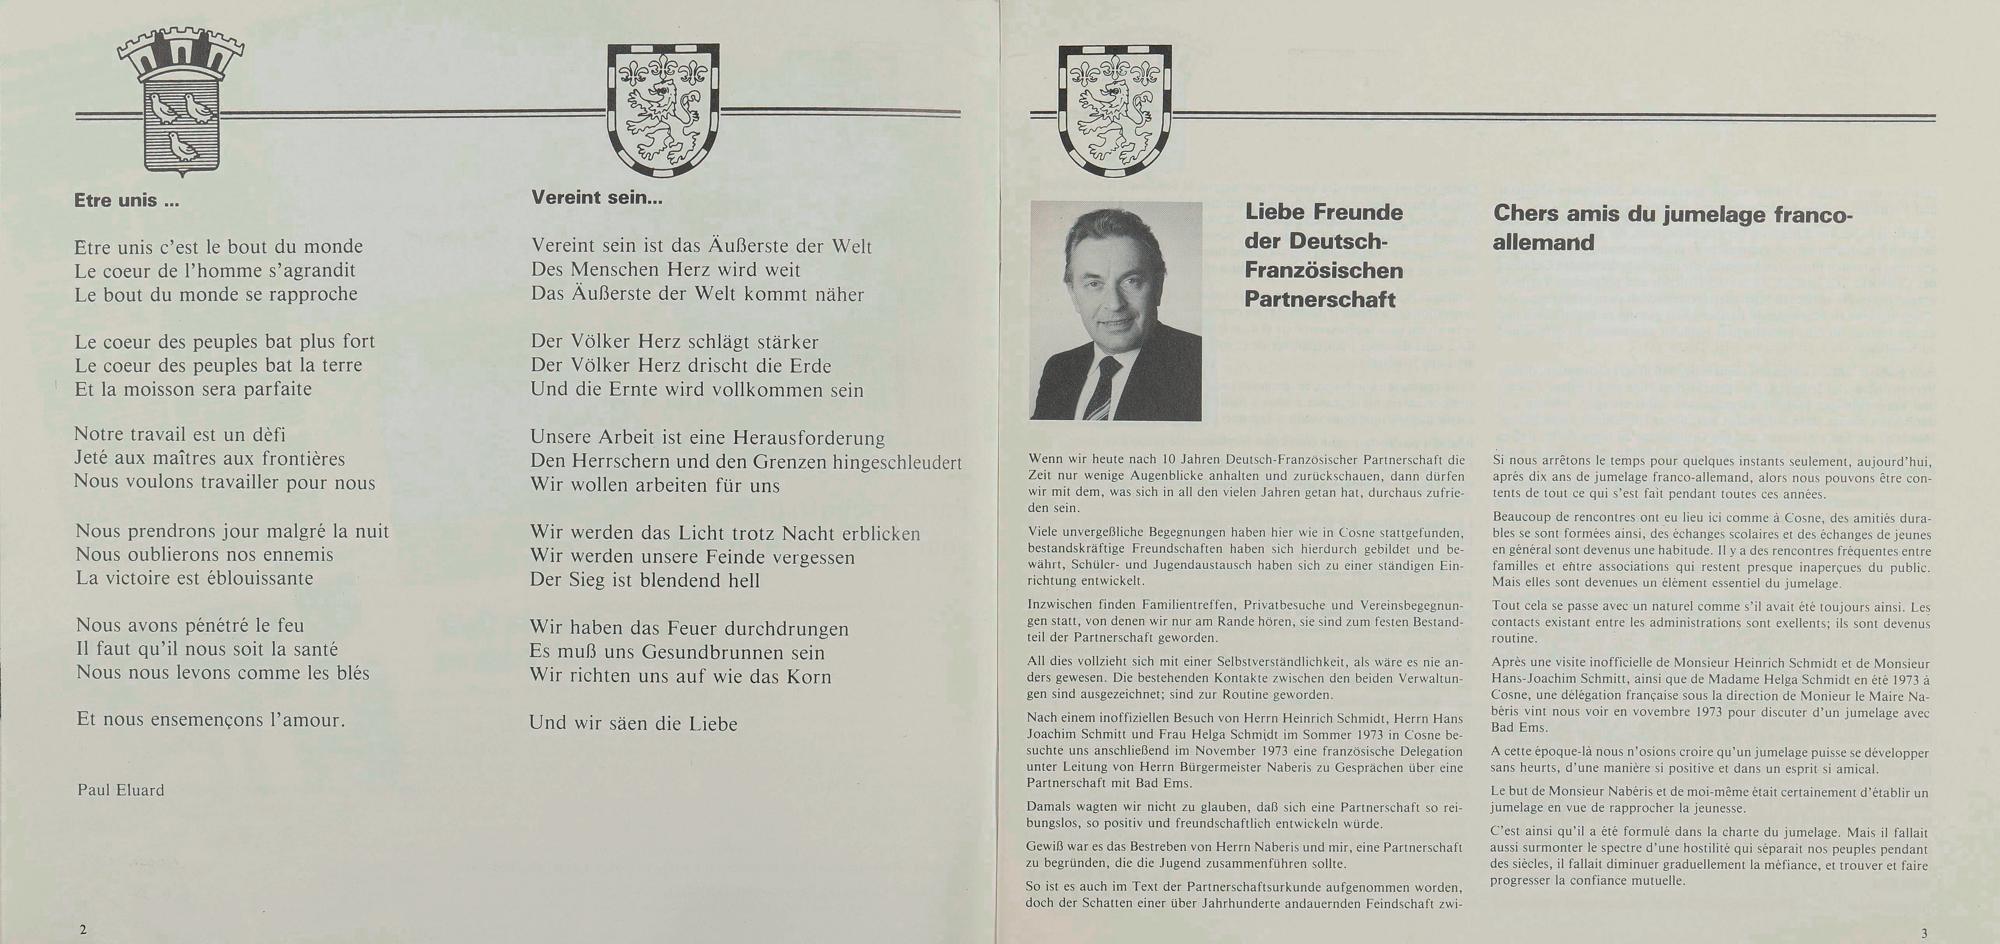 Etre unis ...
Etre unis c'est le bout du monde
Le coeur de l'homme s'agrandit
Le bout du monde se rapproche
Le coeur des peuples bat plus fort
Le coeur des peuples bat la terre
Et la moisson sera parfaite
Notre travail est un dèfi
Jeté aux maîtres aux frontières
Nous voulons travailler pour nous
Nous prendrons jour malgré la nuit
Nous oublierons nos ennemis
La victoire est éblouissante
Nous avons pénétré le feu
Il faut qu'il nous soit la santé
Nous nous levons comme les blés
Et nous ensemençons l'amour.
Paul Eluard
2
Vereint sein...
Vereint sein ist das Äußerste der Welt
Des Menschen Herz wird weit
Das Äußerste der Welt kommt näher
Der Völker Herz schlägt stärker
Der Völker Herz drischt die Erde
Und die Ernte wird vollkommen sein
Unsere Arbeit ist eine Herausforderung
Den Herrschern und den Grenzen hingeschleudert
Wir wollen arbeiten für uns
Wir werden das Licht trotz Nacht erblicken
Wir werden unsere Feinde vergessen
Der Sieg ist blendend hell
Wir haben das Feuer durchdrungen
Es muß uns Gesundbrunnen sein
Wir richten uns auf wie das Korn
Und wir säen die Liebe
Liebe Freunde
der Deutsch-
Französischen
Partnerschaft
Wenn wir heute nach 10 Jahren Deutsch-Französischer Partnerschaft die
Zeit nur wenige Augenblicke anhalten und zurückschauen, dann dürfen
wir mit dem, was sich in all den vielen Jahren getan hat, durchaus zufrie-
den sein.
Viele unvergeßliche Begegnungen haben hier wie in Cosne stattgefunden,
bestandskräftige Freundschaften haben sich hierdurch gebildet und be-
währt, Schüler- und Jugendaustausch haben sich zu einer ständigen Ein-
richtung entwickelt.
Inzwischen finden Familientreffen, Privatbesuche und Vereinsbegegnun-
gen statt, von denen wir nur am Rande hören, sie sind zum festen Bestand-
teil der Partnerschaft geworden.
All dies vollzieht sich mit einer Selbstverständlichkeit, als wäre es nie an-
ders gewesen. Die bestehenden Kontakte zwischen den beiden Verwaltun-
gen sind ausgezeichnet; sind zur Routine geworden.
Nach einem inoffiziellen Besuch von Herrn Heinrich Schmidt, Herrn Hans
Joachim Schmitt und Frau Helga Schmidt im Sommer 1973 in Cosne be-
suchte uns anschließend im November 1973 eine französische Delegation
unter Leitung von Herrn Bürgermeister Naberis zu Gesprächen über eine
Partnerschaft mit Bad Ems.
Damals wagten wir nicht zu glauben, daß sich eine Partnerschaft so rei-
bungslos, so positiv und freundschaftlich entwickeln würde.
Gewiß war es das Bestreben von Herrn Naberis und mir, eine Partnerschaft
zu begründen, die die Jugend zusammenführen sollte.
So ist es auch im Text der Partnerschaftsurkunde aufgenommen worden,
doch der Schatten einer über Jahrhunderte andauernden Feindschaft zwi-
Chers amis du jumelage franco-
allemand
Si nous arrêtons le temps pour quelques instants seulement, aujourd'hui,
aprés dix ans de jumelage franco-allemand, alors nous pouvons être con-
tents de tout ce qui s'est fait pendant toutes ces années.
Beaucoup de rencontres ont eu lieu ici comme à Cosne, des amitiés dura-
bles se sont formées ainsi, des échanges scolaires et des échanges de jeunes
en général sont devenus une habitude. Il y a des rencontres fréquentes entre
familles et entre associations qui restent presque inaperçues du public.
Mais elles sont devenues un élément essentiel du jumelage.
Tout cela se passe avec un naturel comme s'il avait été toujours ainsi. Les
contacts existant entre les administrations sont exellents; ils sont devenus
routine.
Après une visite inofficielle de Monsieur Heinrich Schmidt et de Monsieur
Hans-Joachim Schmitt, ainsi que de Madame Helga Schmidt en été 1973 à
Cosne, une délégation française sous la direction de Monieur le Maire Na-
béris vint nous voir en vovembre 1973 pour discuter d'un jumelage avec
Bad Ems.
A cette époque-là nous n'osions croire qu'un jumelage puisse se développer
sans heurts, d'une manière si positive et dans un esprit si amical.
Le but de Monsieur Nabéris et de moi-même était certainement d'établir un
jumelage en vue de rapprocher la jeunesse.
C'est ainsi qu'il a été formulé dans la charte du jumelage. Mais il fallait
aussi surmonter le spectre d'une hostilité qui séparait nos peuples pendant
des siècles, il fallait diminuer graduellement la méfiance, et trouver et faire
progresser la confiance mutuelle.
3